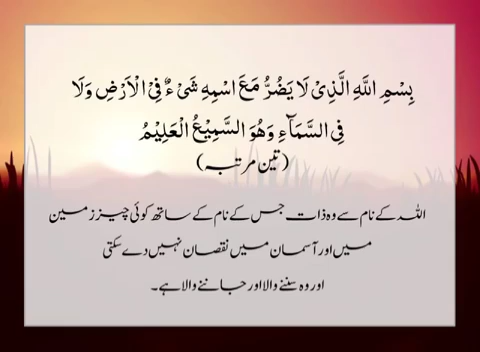 بِسْمِ اللّٰهِ الَّذِیْ لَا یَضُرُّ مَعَ اسْمِهٖ شَیْءٌ فِی الْاَرْضِ وَلَا
فِی السَّمَآءِ وَهُوَ السَّمِیْعُ الْعَلِیْمُ
(تین مرتبہ)
اللہ کے نام سے وہ ذات جس کے نام کے ساتھ کوئی چیز زمین
میں اور آسمان میں نقصان نہیں دے سکتی
اور وہ سننے والا اور جاننے والا ہے۔